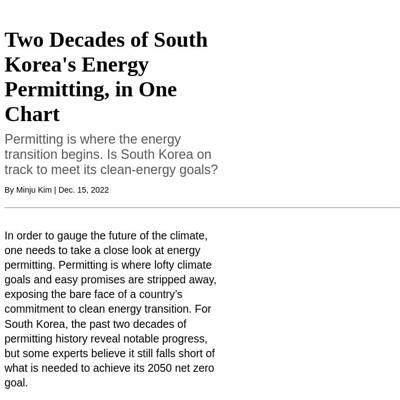 Two Decades of South
Korea's Energy
Permitting, in One
Chart
Permitting is where the energy
transition begins. Is South Korea on
track to meet its clean-energy goals?
By Minju Kim | Dec. 15, 2022
In order to gauge the future of the climate,
one needs to take a close look at energy
permitting. Permitting is where lofty climate
goals and easy promises are stripped away,
exposing the bare face of a country's
commitment to clean energy transition. For
South Korea, the past two decades of
permitting history reveal notable progress,
but some experts believe it still falls short of
what is needed to achieve its 2050 net zero
goal.